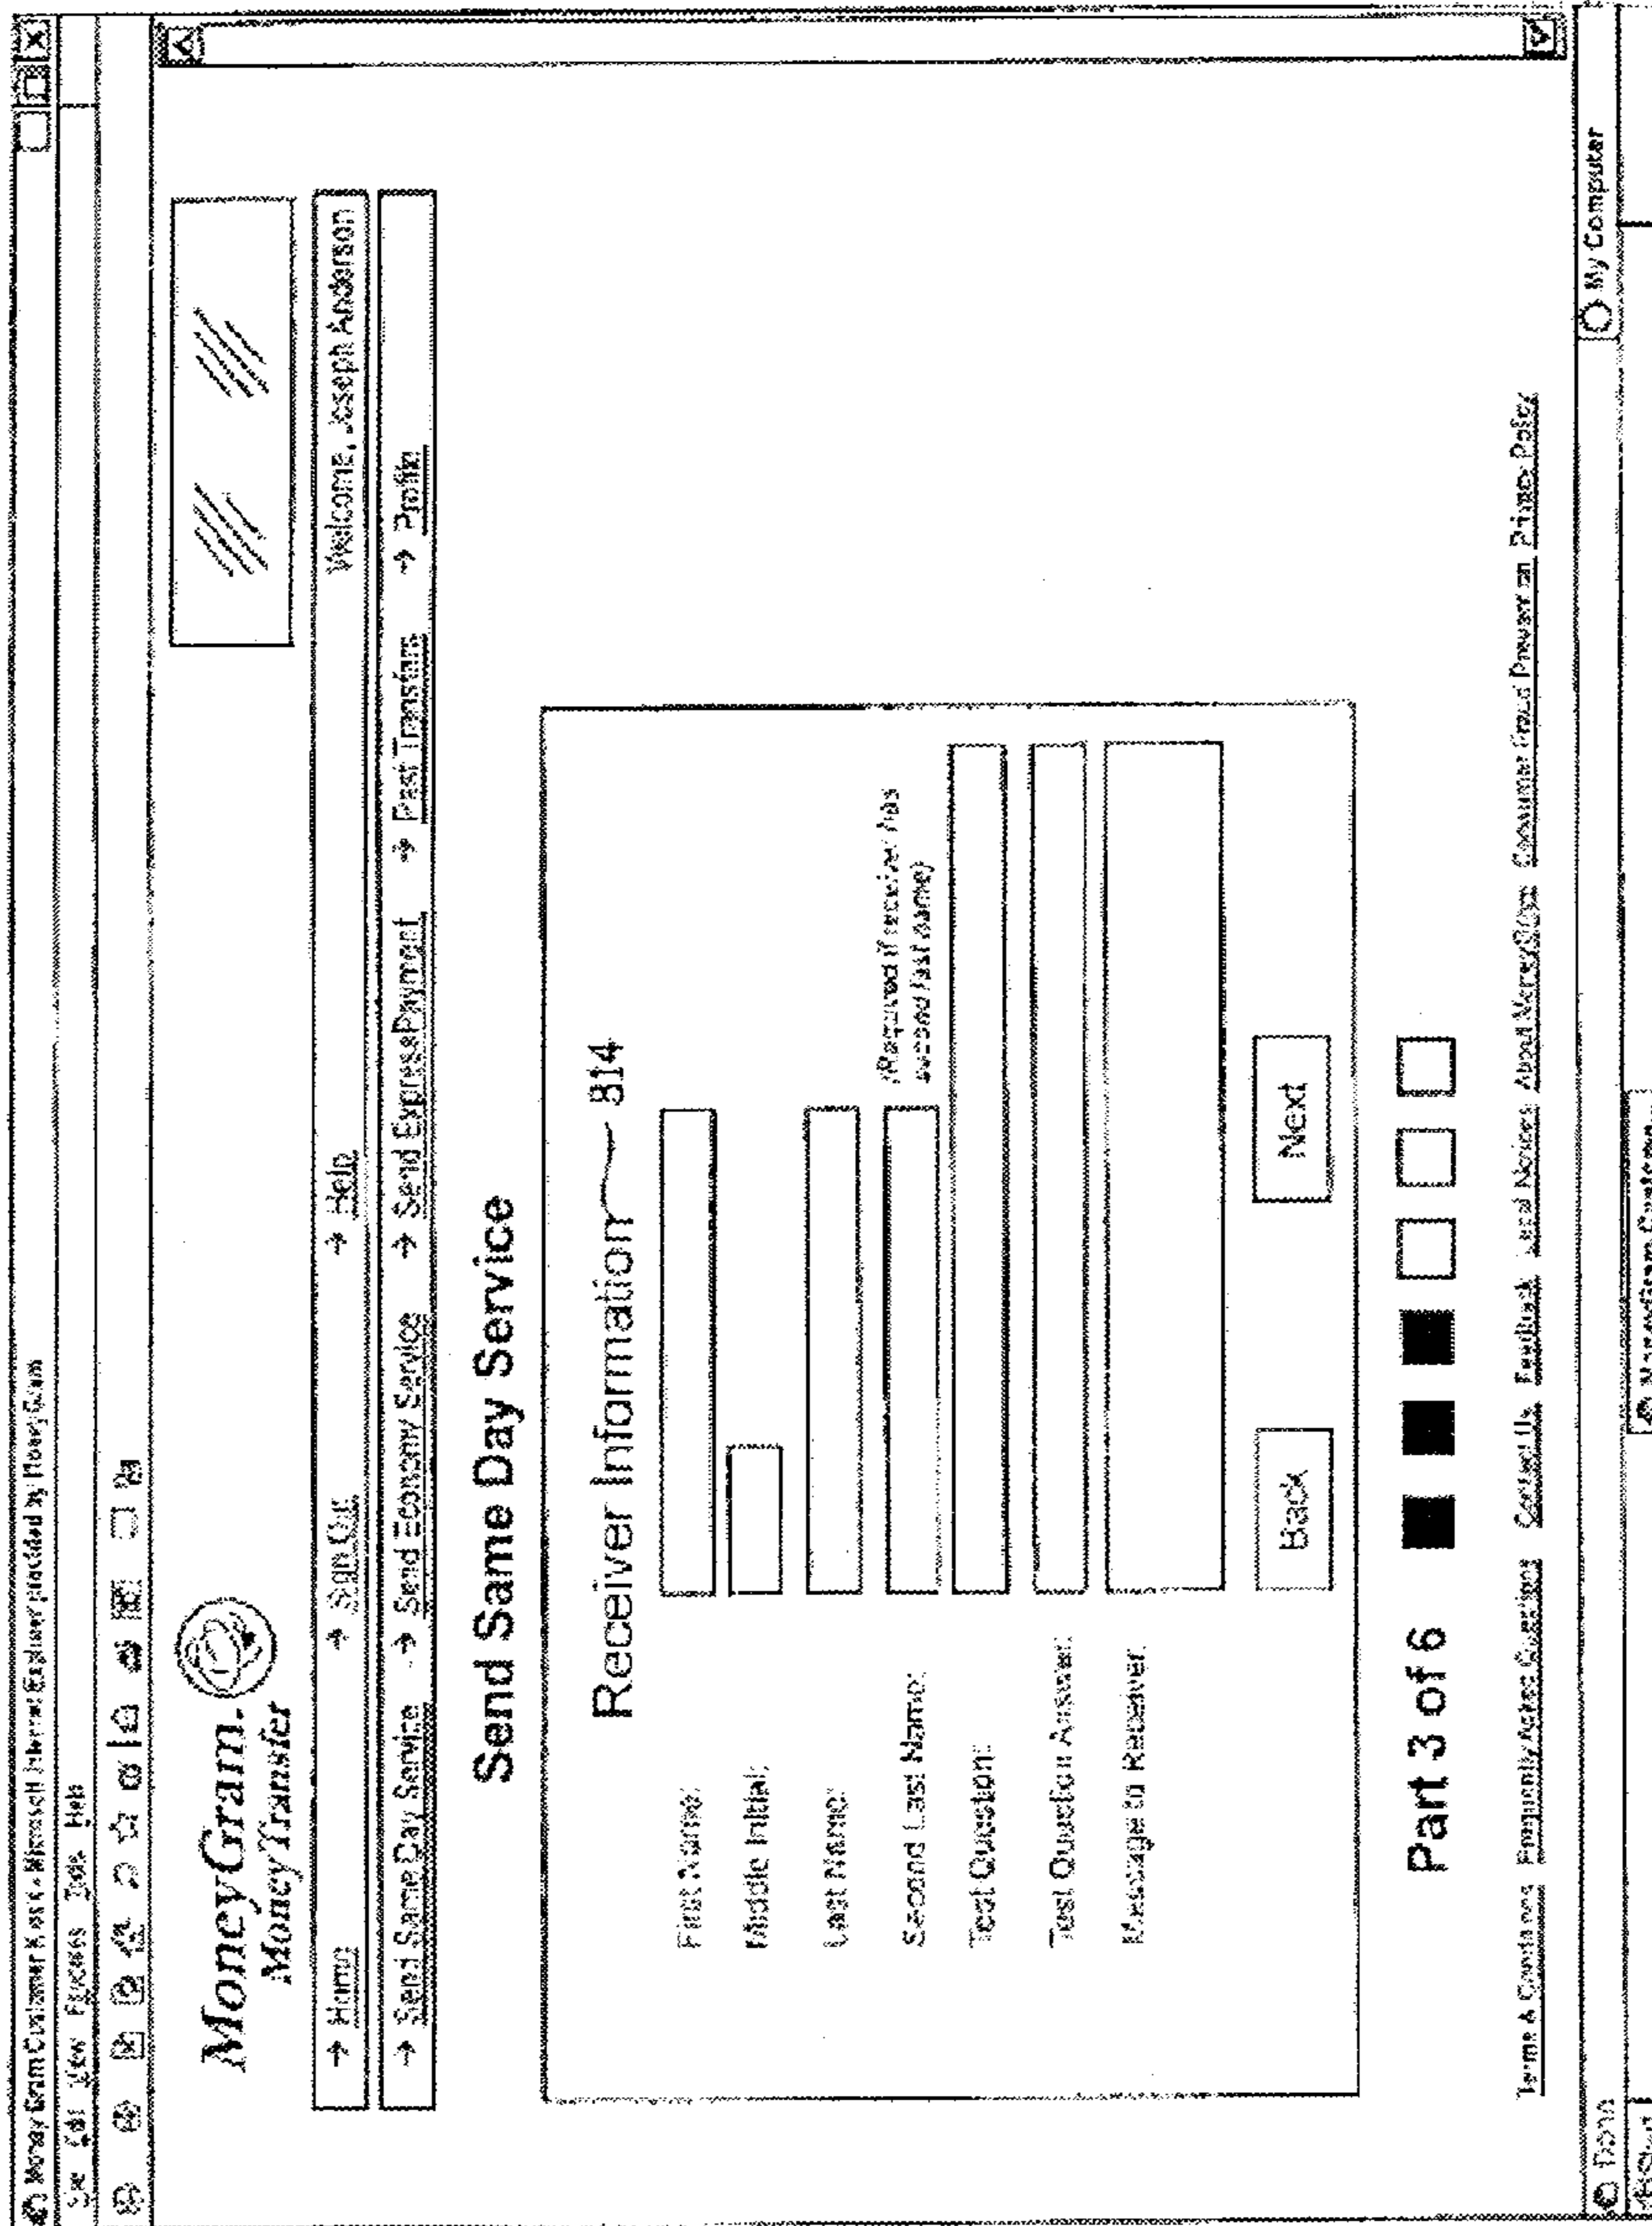 Money Gram Customer Kiosk - Microsoft Internet Explorer provided by MoneyGram
Edit View Favorites Tools Help
MoneyGram.
MoneyTransfer
→ Home → Sign Out → Help Welcome, Joseph Anderson
→ Send Same Day Service → Send Economy Service → Send ExpressPayment → Past Transfers → Profile
Send Same Day Service
Receiver Information 814
First Name:
Middle Initial:
Last Name:
Second Last Name: (Required if receiver has
second last name)
Test Question:
Test Question Answer:
Message to Receiver:
Back Next
Part 3 of 6
Terms & Conditions Frequently Asked Questions Contact Us Feedback Legal Notices About MoneyGram Consumer Fraud Prevention Privacy Policy
Done My Computer